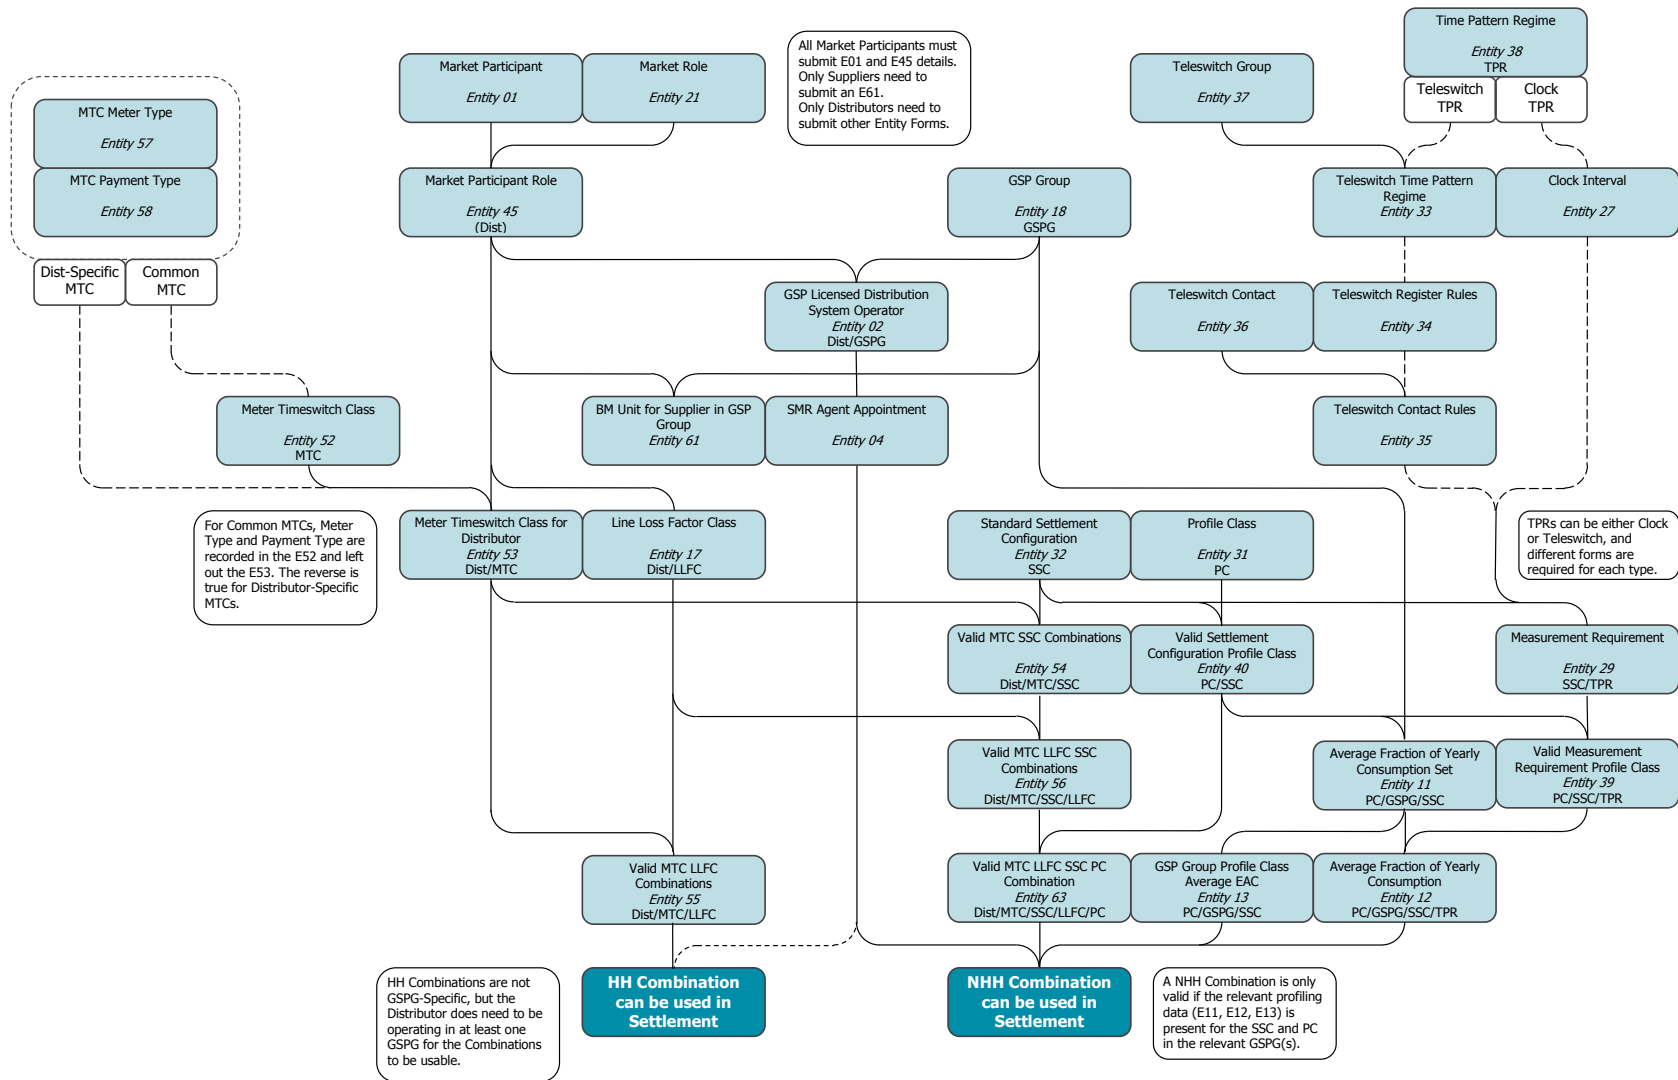 Time Pattern Regime
Entity 38
TPR
Teleswitch
TPR
Clock
TPR
All Market Participants must
submit E01 and E45 details.
Only Suppliers need to
submit an E61.
Only Distributors need to
submit other Entity Forms.
Market Participant
Entity 01
Market Role
Entity 21
Teleswitch Group
Entity 37
MTC Meter Type
Entity 57
MTC Payment Type
Entity 58
Market Participant Role
Entity 45
(Dist)
GSP Group
Entity 18
GSPG
Teleswitch Time Pattern
Regime
Entity 33
Clock Interval
Entity 27
Dist-Specific
MTC
Common
MTC
GSP Licensed Distribution
System Operator
Entity 02
Dist/GSPG
Teleswitch Contact
Entity 36
Teleswitch Register Rules
Entity 34
Meter Timeswitch Class
Entity 52
MTC
BM Unit for Supplier in GSP
Group
Entity 61
SMR Agent Appointment
Entity 04
Teleswitch Contact Rules
Entity 35
For Common MTCs, Meter
Type and Payment Type are
recorded in the E52 and left
out the E53. The reverse is
true for Distributor-Specific
MTCs.
Meter Timeswitch Class for
Distributor
Entity 53
Dist/MTC
Line Loss Factor Class
Entity 17
Dist/LLFC
Standard Settlement
Configuration
Entity 32
SSC
Profile Class
Entity 31
PC
TPRs can be either Clock
or Teleswitch, and
different forms are
required for each type.
Valid MTC SSC Combinations
Entity 54
Dist/MTC/SSC
Valid Settlement
Configuration Profile Class
Entity 40
PC/SSC
Measurement Requirement
Entity 29
SSC/TPR
Valid MTC LLFC SSC
Combinations
Entity 56
Dist/MTC/SSC/LLFC
Average Fraction of Yearly
Consumption Set
Entity 11
PC/GSPG/SSC
Valid Measurement
Requirement Profile Class
Entity 39
PC/SSC/TPR
Valid MTC LLFC
Combinations
Entity 55
Dist/MTC/LLFC
Valid MTC LLFC SSC PC
Combination
Entity 63
Dist/MTC/SSC/LLFC/PC
GSP Group Profile Class
Average EAC
Entity 13
PC/GSPG/SSC
Average Fraction of Yearly
Consumption
Entity 12
PC/GSPG/SSC/TPR
HH Combinations are not
GSPG-Specific, but the
Distributor does need to be
operating in at least one
GSPG for the Combinations
to be usable.
HH Combination
can be used in
Settlement
NHH Combination
can be used in
Settlement
A NHH Combination is only
valid if the relevant profiling
data (E11, E12, E13) is
present for the SSC and PC
in the relevant GSPG(s).